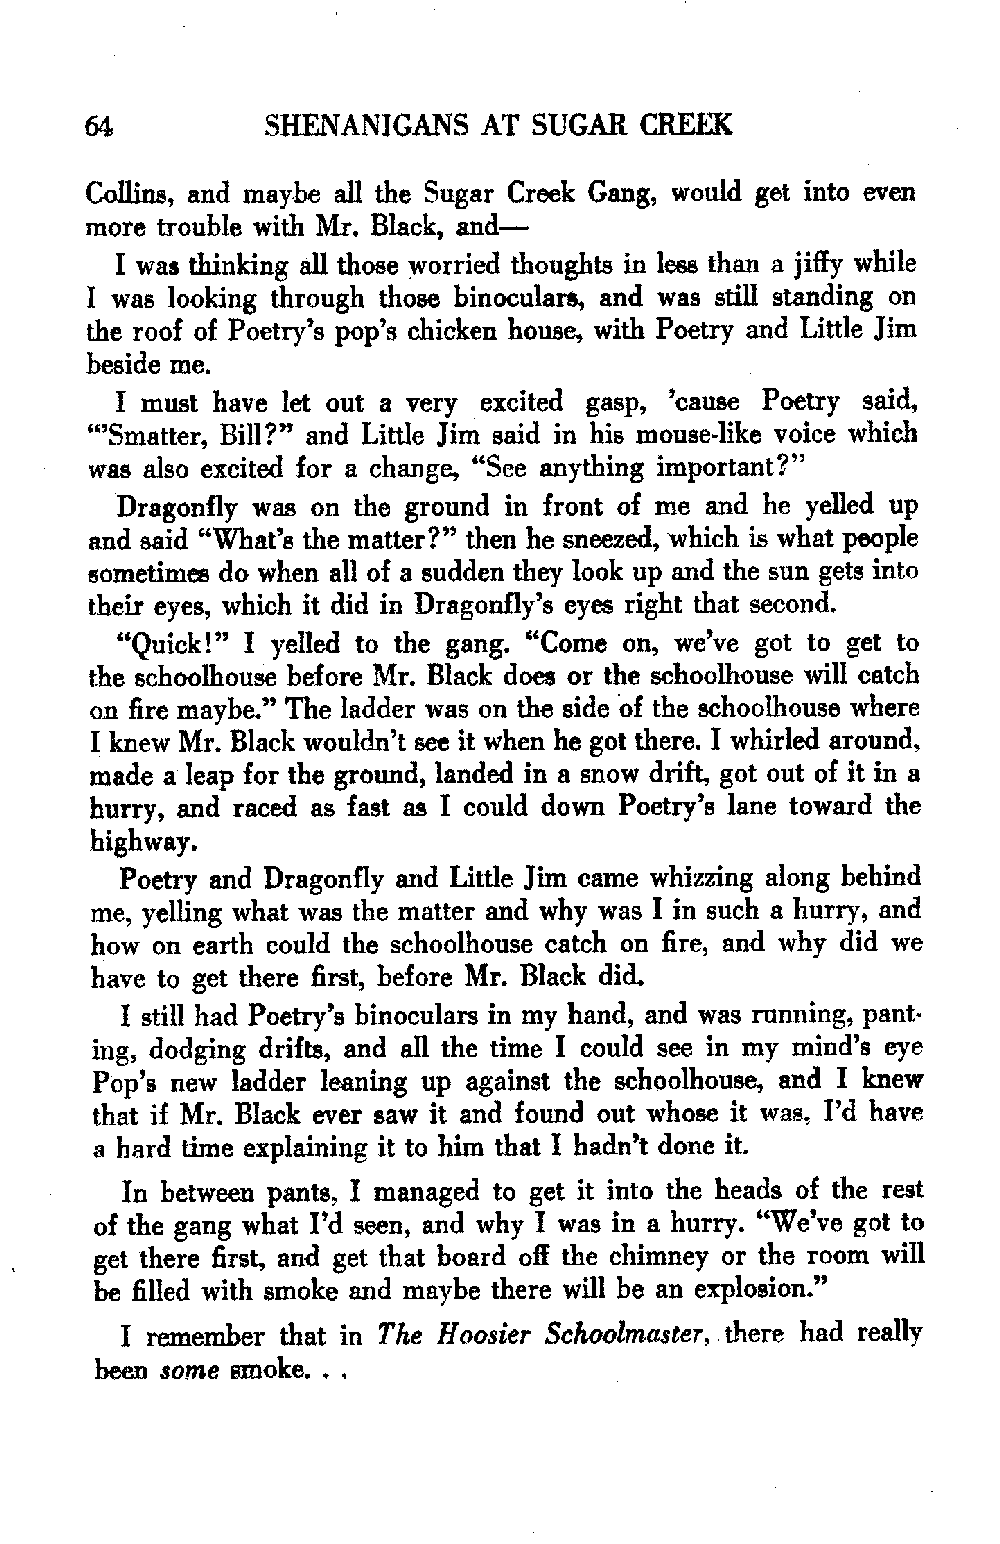 64 SHENANIGANS AT SUGAR CREEK
Collins, and maybe all the Sugar Creek Gang, would get into even
more trouble with Mr. Black, and—
I was thinking all those worried thoughts in less than a jiffy while
I was looking through those binoculars, and was still standing on
the roof of Poetry's pop's chicken house, with Poetry and Little Jim
beside me.
I must have let out a very excited gasp, 'cause Poetry said,
“'Smatter, Bill?” and Little Jim said in his mouse-like voice which
was also excited for a change, “See anything important?”
Dragonfly was on the ground in front of me and he yelled up
and said “What's the matter?” then he sneezed, which is what people
sometimes do when all of a sudden they look up and the sun gets into
their eyes, which it did in Dragonfly's eyes right that second.
“Quick!” I yelled to the gang. “Come on, we've got to get to
the schoolhouse before Mr. Black does or the schoolhouse will catch
on fire maybe.” The ladder was on the side of the schoolhouse where
I knew Mr. Black wouldn't see it when he got there. I whirled around,
made a leap for the ground, landed in a snow drift, got out of it in a
hurry, and raced as fast as I could down Poetry's lane toward the
highway.
Poetry and Dragonfly and Little Jim came whizzing along behind
me, yelling what was the matter and why was I in such a hurry, and
how on earth could the schoolhouse catch on fire, and why did we
have to get there first, before Mr. Black did.
I still had Poetry's binoculars in my hand, and was running, pant-
ing, dodging drifts, and all the time I could see in my mind's eye
Pop's new ladder leaning up against the schoolhouse, and I knew
that if Mr. Black ever saw it and found out whose it was, I'd have
a hard time explaining it to him that I hadn't done it.
In between pants, I managed to get it into the heads of the rest
of the gang what I'd seen, and why I was in a hurry. “We've got to
get there first, and get that board off the chimney or the room will
be filled with smoke and maybe there will be an explosion.”
I remember that in The Hoosier Schoolmaster, there had really
been some smoke. . .